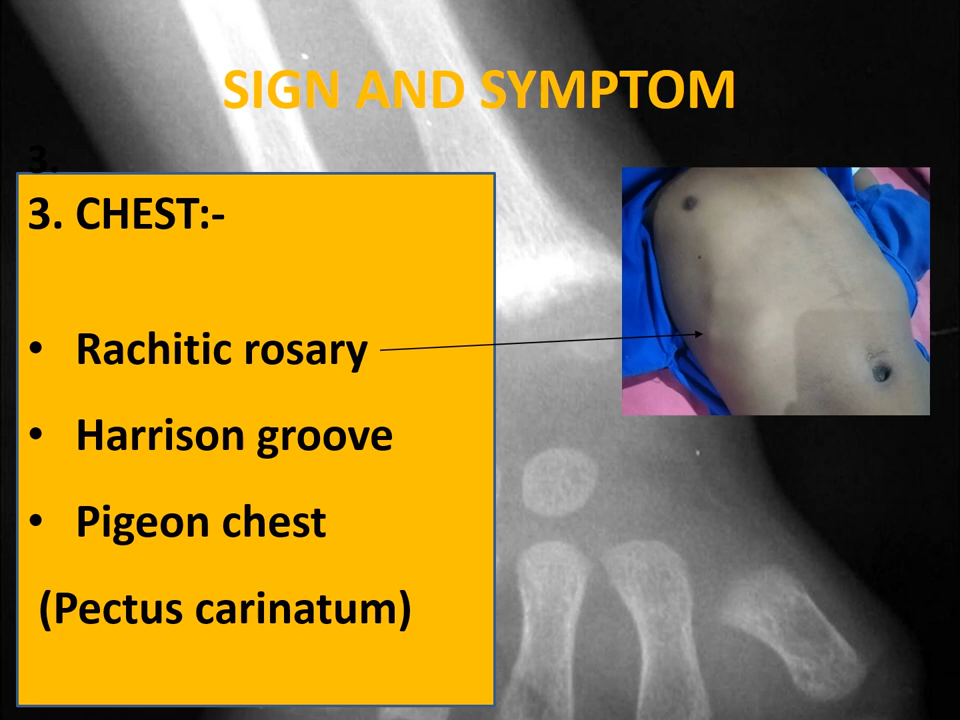 SIGN AND SYMPTOM
3.
3. CHEST:-
• Rachitic rosary
• Harrison groove
• Pigeon chest
(Pectus carinatum)